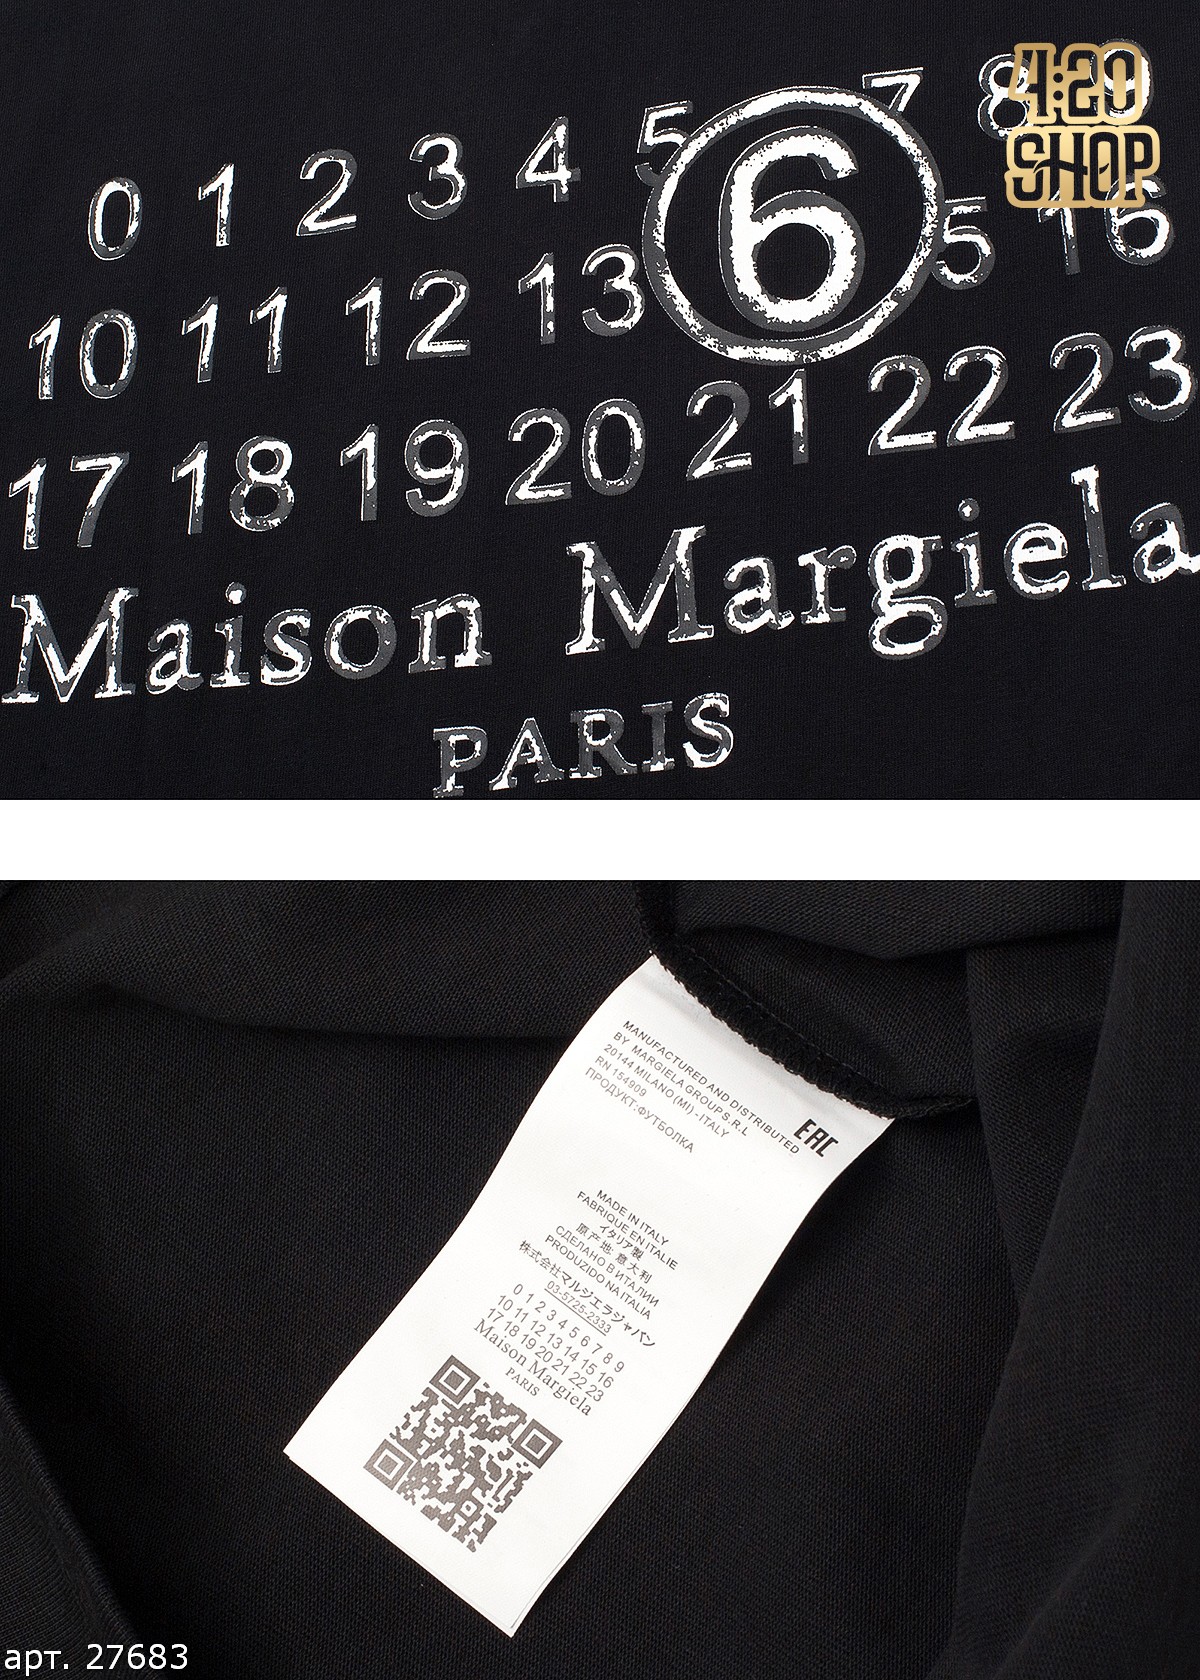 4:20
SHOP
0 1 2 3 4 5 7 8 9
6
10 11 12 13 5 16
17 18 19 20 21 22 23
Maison Margiela
PARIS
MANUFACTURED AND DISTRIBUTED
BY MARGIELA GROUP S.R.L
20144 MILANO (MI) - ITALY
RN 154909
ПРОДУКТ:ФУТБОЛКА
EAC
MADE IN ITALY
FABRIQUE EN ITALIE
イタリア製
原产地: 意大利
СДЕЛАНО В ИТАЛИИ
PRODUZIDO NA ITALIA
株式会社マルジエラジャパン
03-5725-2333
0 1 2 3 4 5 6 7 8 9
10 11 12 13 14 15 16
17 18 19 20 21 22 23
Maison Margiela
PARIS
арт. 27683